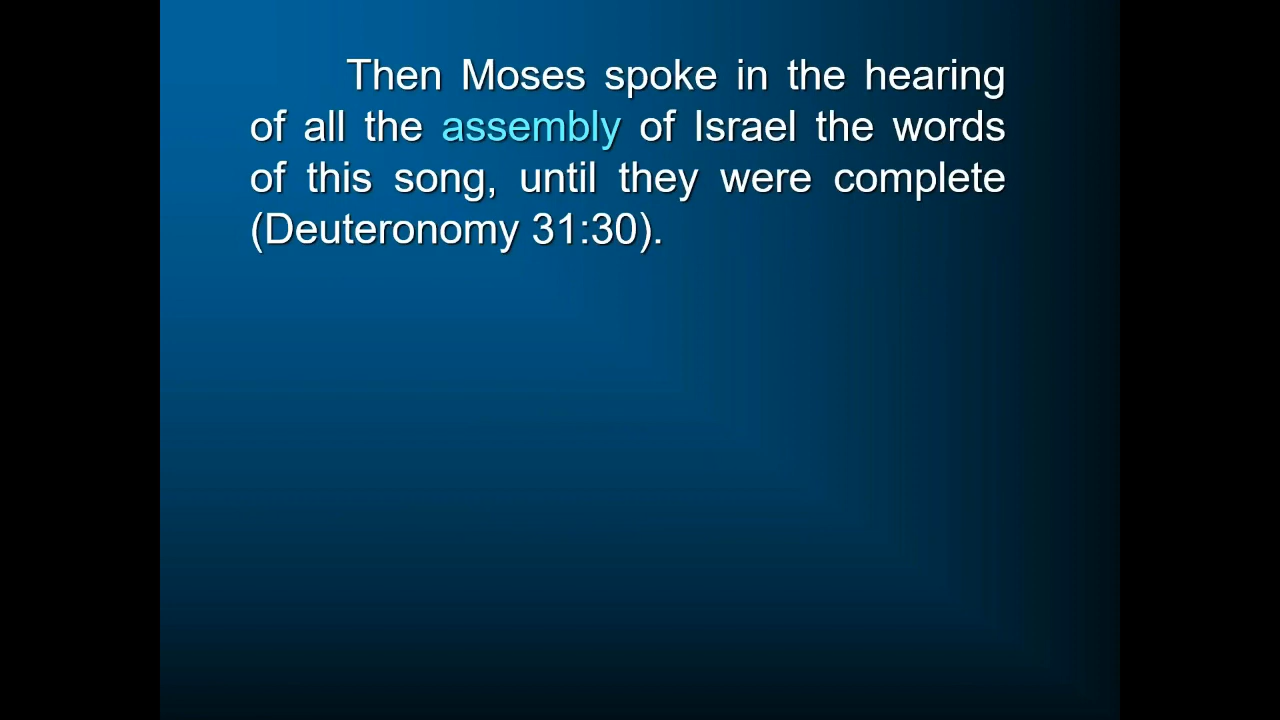 Then Moses spoke in the hearing
of all the assembly of Israel the words
of this song, until they were complete
(Deuteronomy 31:30).